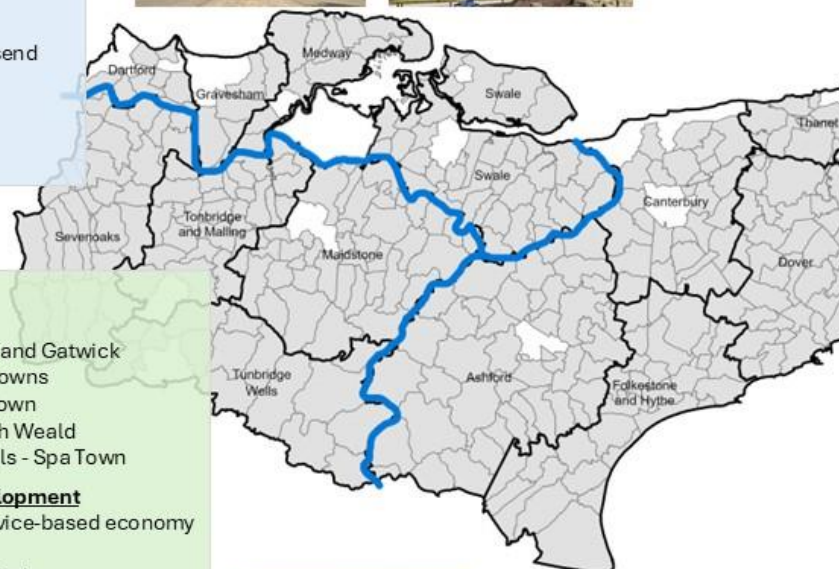 send
Dartford
Gravesham
Medway
Swale
Thanet
Swale
Canterbury
Sevenoaks
Tonbridge
and Malling
Maidstone
Dover
Tunbridge
Wells
Ashford
Folkestone
and Hythe
and Gatwick
owns
own
h Weald
ls - Spa Town
lopment
vice-based economy